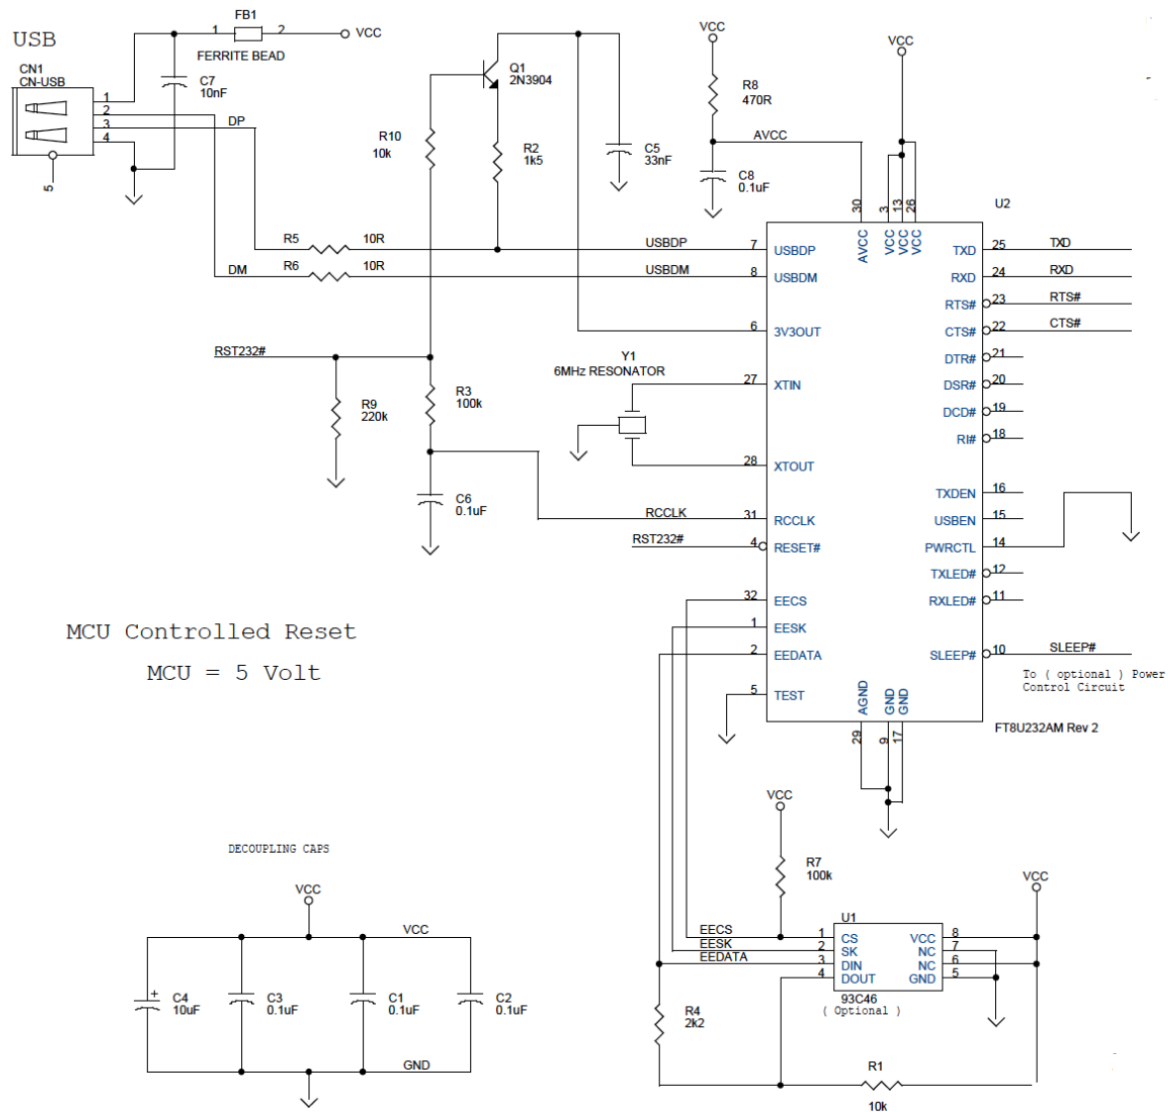 USB
CN1
CN-USB
1
2
3
4
5
FB1
1
2
VCC
FERRITE BEAD
C7
10nF
DP
DM
Q1
2N3904
R10
10k
R2
1k5
C5
33nF
VCC
R8
470R
AVCC
C8
0.1uF
VCC
R5
10R
R6
10R
USBDP
USBDM
RST232#
R9
220k
R3
100k
C6
0.1uF
Y1
6MHz RESONATOR
RCCLK
RST232#
U2
30
3
13
26
AVCC
VCC
VCC
VCC
7
USBDP
8
USBDM
6
3V3OUT
27
XTIN
28
XTOUT
31
RCCLK
4
RESET#
32
EECS
1
EESK
2
EEDATA
5
TEST
TXD
25
TXD
RXD
24
RXD
RTS#
23
RTS#
CTS#
22
CTS#
DTR#
21
DSR#
20
DCD#
19
RI#
18
TXDEN
16
USBEN
15
PWRCTL
14
TXLED#
12
RXLED#
11
SLEEP#
10
SLEEP#
To ( optional ) Power
Control Circuit
AGND
GND
GND
29
9
17
FT8U232AM Rev 2
MCU Controlled Reset
MCU = 5 Volt
DECOUPLING CAPS
VCC
VCC
C4
10uF
+
C3
0.1uF
C1
0.1uF
C2
0.1uF
GND
VCC
R7
100k
VCC
U1
EECS
1
CS
VCC
8
EESK
2
SK
NC
7
EEDATA
3
DIN
NC
6
4
DOUT
GND
5
93C46
( Optional )
R4
2k2
R1
10k